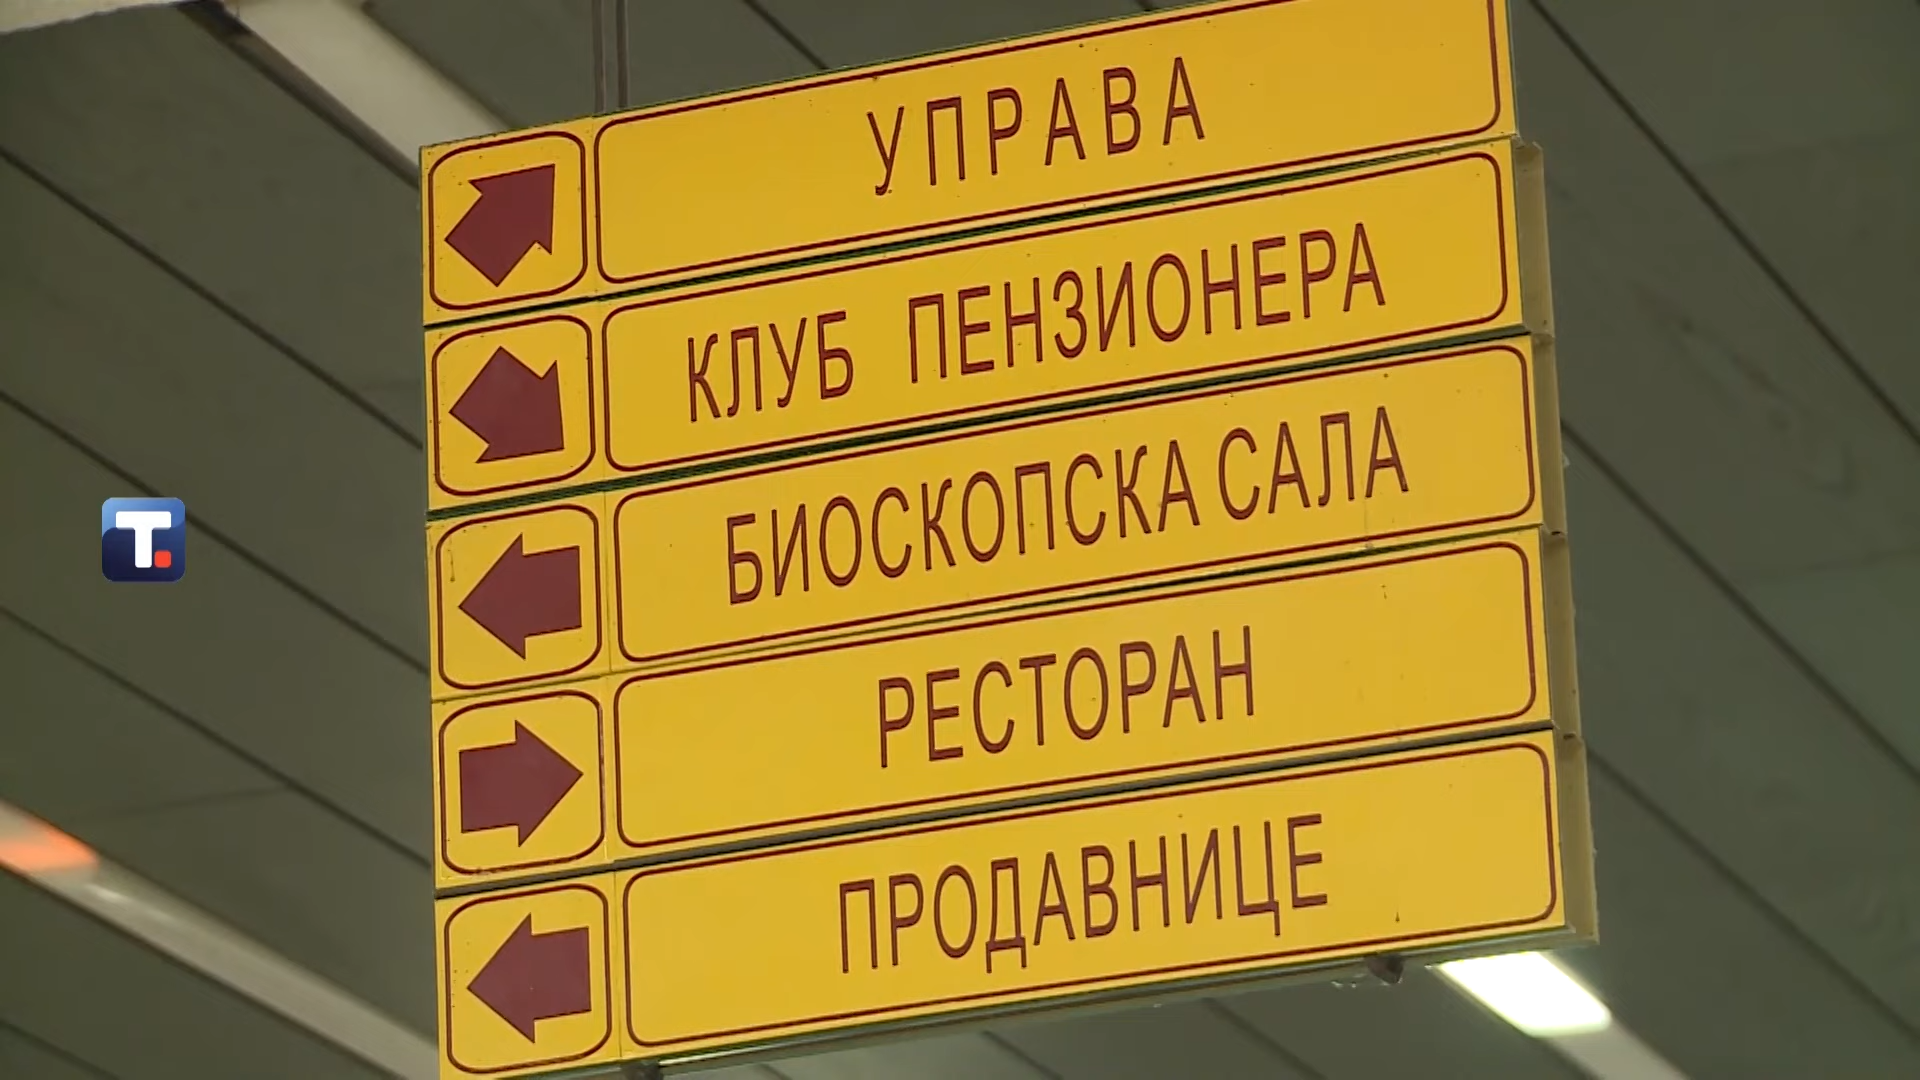 УПРАВА
КЛУБ ПЕНЗИОНЕРА
БИОСКОПСКА САЛА
РЕСТОРАН
ПРОДАВНИЦЕ
T.